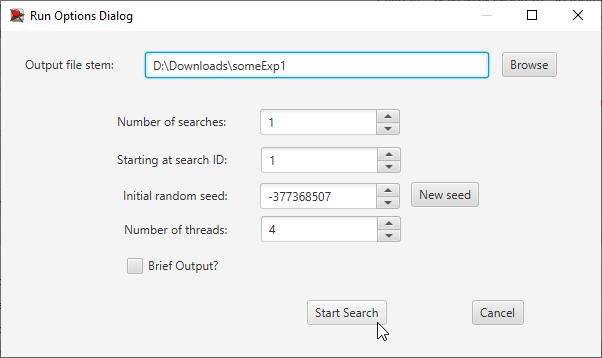 Run Options Dialog
Output file stem: D:\Downloads\someExp1 Browse
Number of searches: 1
Starting at search ID: 1
Initial random seed: -377368507 New seed
Number of threads: 4
Brief Output?
Start Search Cancel